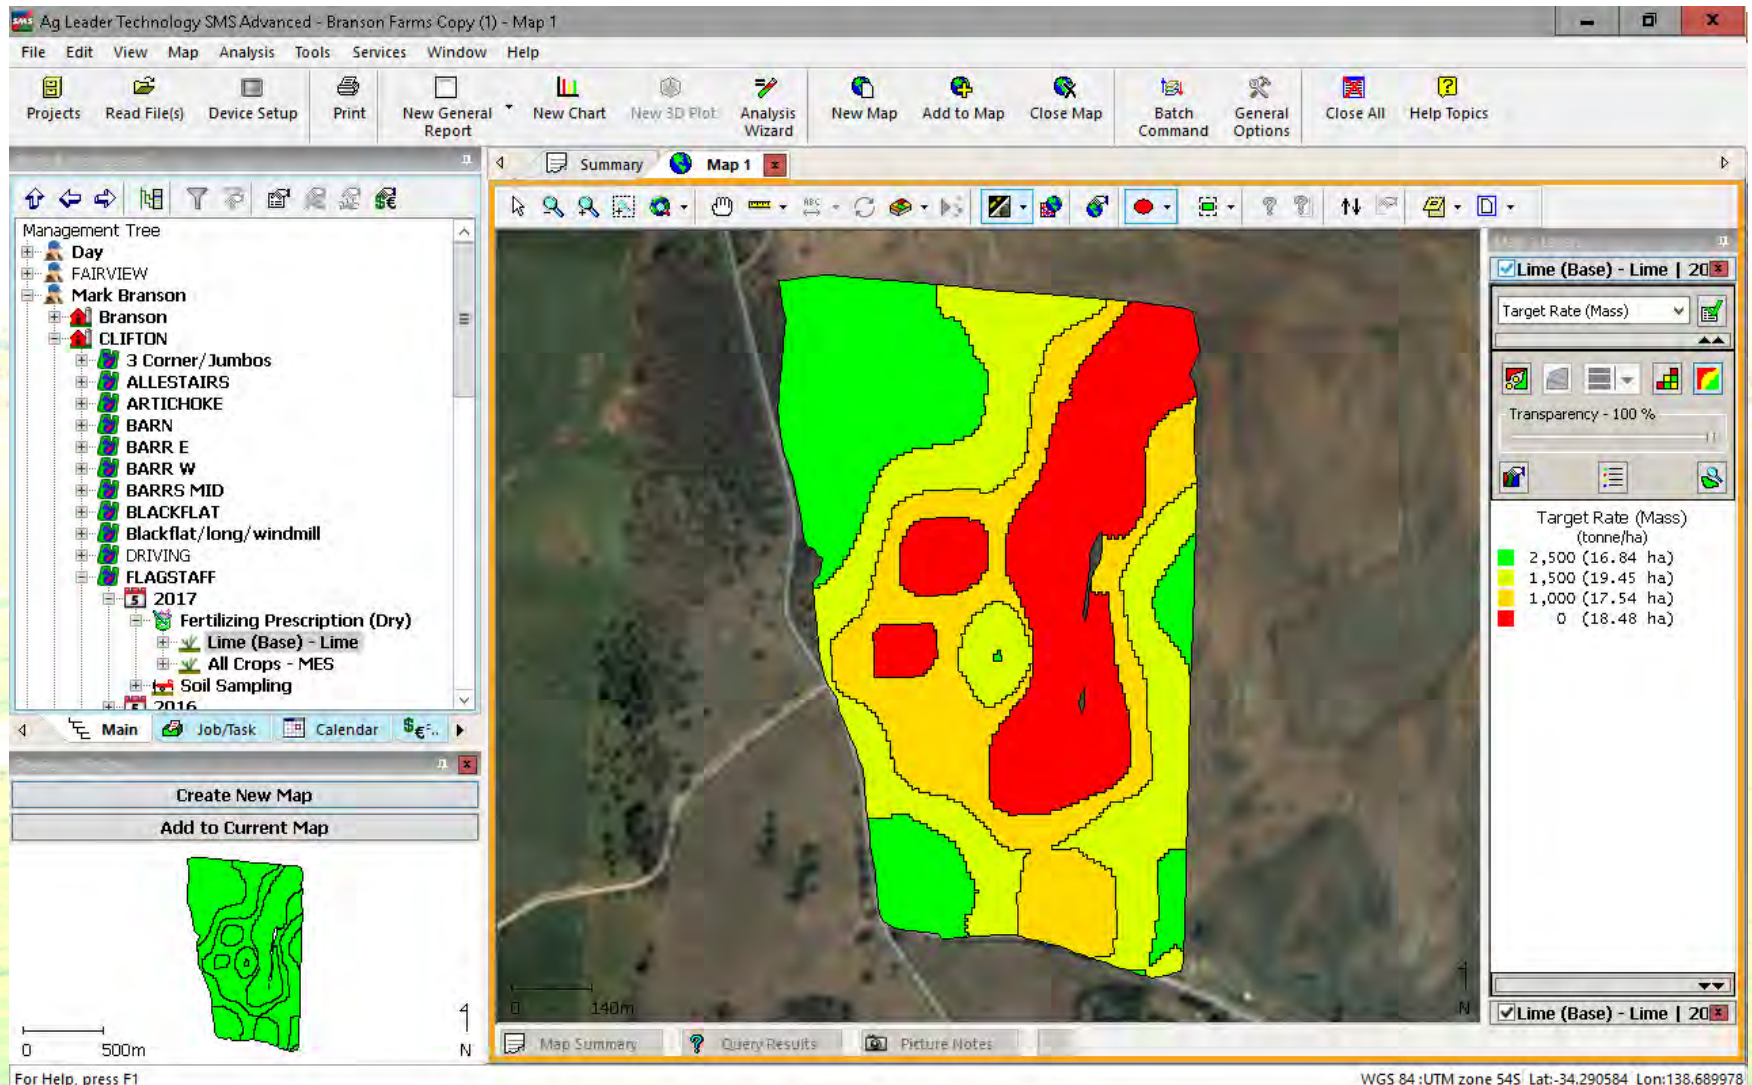 Ag Leader Technology SMS Advanced - Branson Farms Copy (1) - Map 1
File Edit View Map Analysis Tools Services Window Help
Projects Read File(s) Device Setup Print New General Report New Chart New 3D Plot Analysis Wizard New Map Add to Map Close Map Batch Command General Options Close All Help Topics
Summary Map 1
Management Tree
Day
FAIRVIEW
Mark Branson
Branson
CLIFTON
3 Corner/Jumbos
ALLESTAIRS
ARTICHOKE
BARN
BARR E
BARR W
BARRS MID
BLACKFLAT
Blackflat/long/windmill
DRIVING
FLAGSTAFF
2017
Fertilizing Prescription (Dry)
Lime (Base) - Lime
All Crops - MES
Soil Sampling
2016
Main Job/Task Calendar
Create New Map
Add to Current Map
0 500m N
0 140m N
Lime (Base) - Lime | 20
Target Rate (Mass)
Transparency - 100 %
Target Rate (Mass)
(tonne/ha)
2,500 (16.84 ha)
1,500 (19.45 ha)
1,000 (17.54 ha)
0 (18.48 ha)
Lime (Base) - Lime | 20
Map Summary Query Results Picture Notes
For Help, press F1
WGS 84 :UTM zone 54S Lat:-34.290584 Lon:138.689978